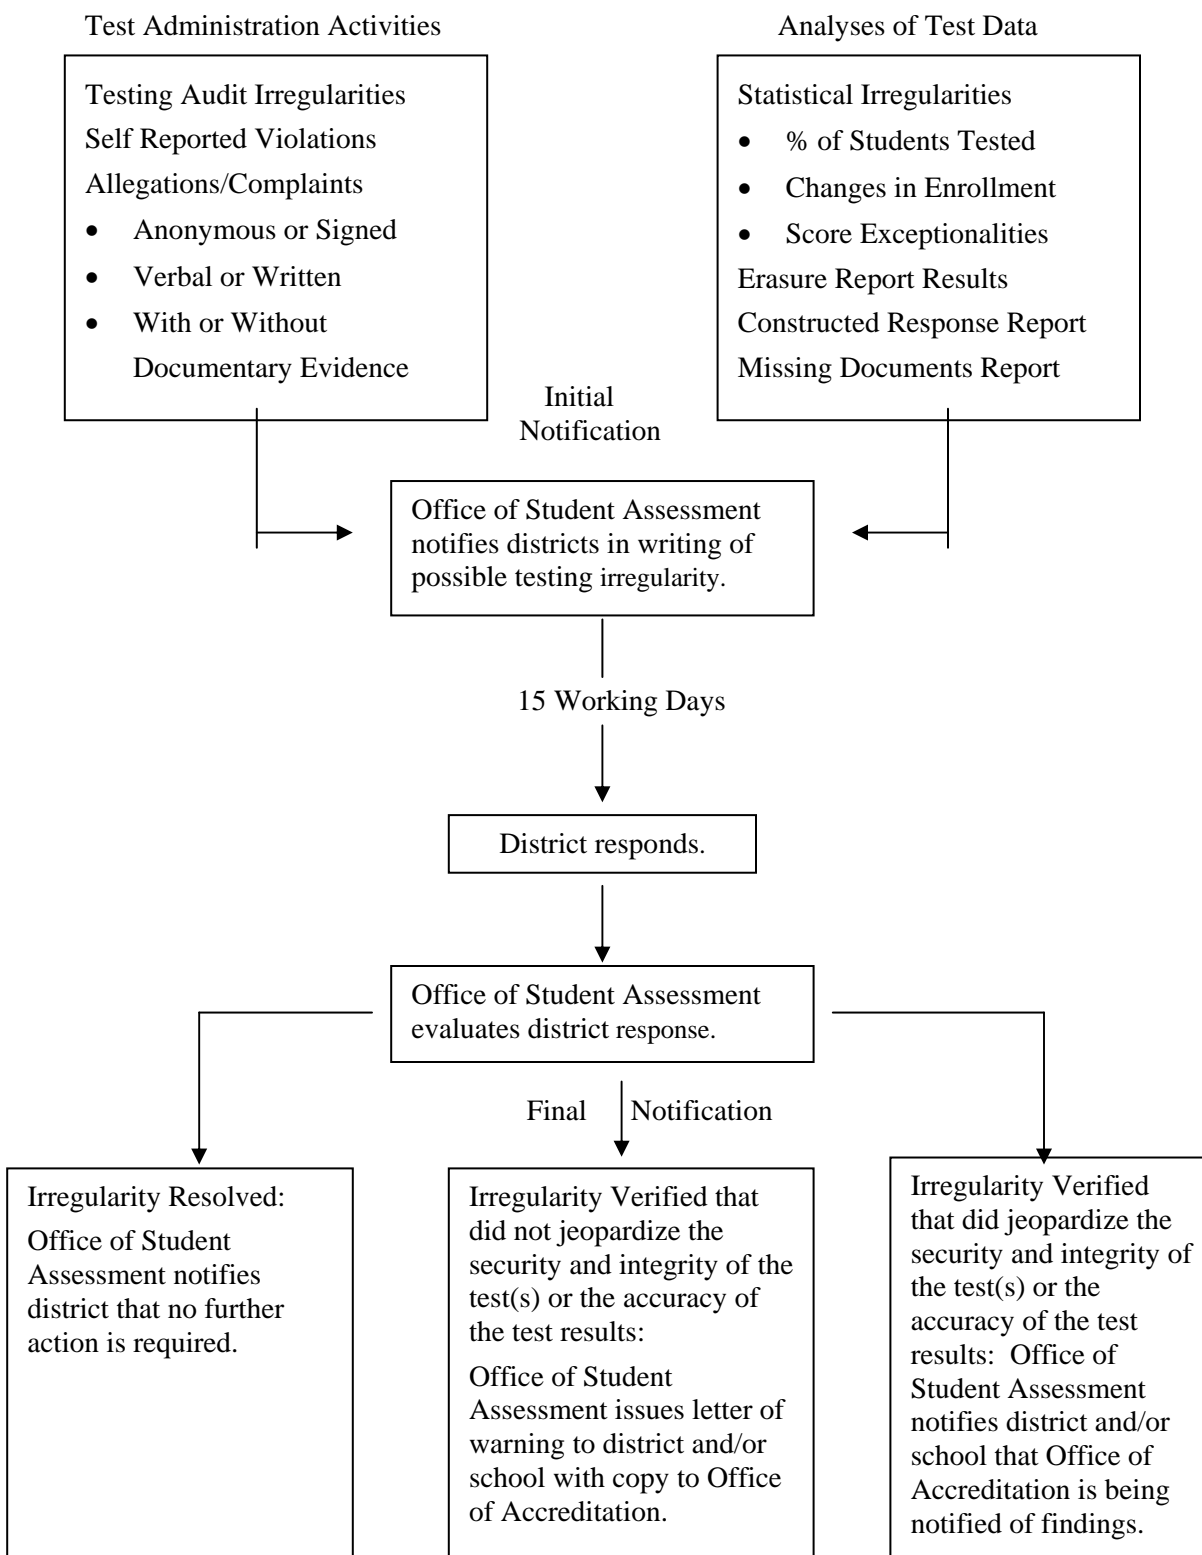 Test Administration Activities
Analyses of Test Data
Testing Audit Irregularities
Self Reported Violations
Allegations/Complaints
• Anonymous or Signed
• Verbal or Written
• With or Without
Documentary Evidence
Statistical Irregularities
• % of Students Tested
• Changes in Enrollment
• Score Exceptionalities
Erasure Report Results
Constructed Response Report
Missing Documents Report
Initial
Notification
Office of Student Assessment
notifies districts in writing of
possible testing irregularity.
15 Working Days
District responds.
Office of Student Assessment
evaluates district response.
Final Notification
Irregularity Resolved:
Office of Student
Assessment notifies
district that no further
action is required.
Irregularity Verified that
did not jeopardize the
security and integrity of the
test(s) or the accuracy of
the test results:
Office of Student
Assessment issues letter of
warning to district and/or
school with copy to Office
of Accreditation.
Irregularity Verified
that did jeopardize the
security and integrity of
the test(s) or the
accuracy of the test
results:  Office of
Student Assessment
notifies district and/or
school that Office of
Accreditation is being
notified of findings.